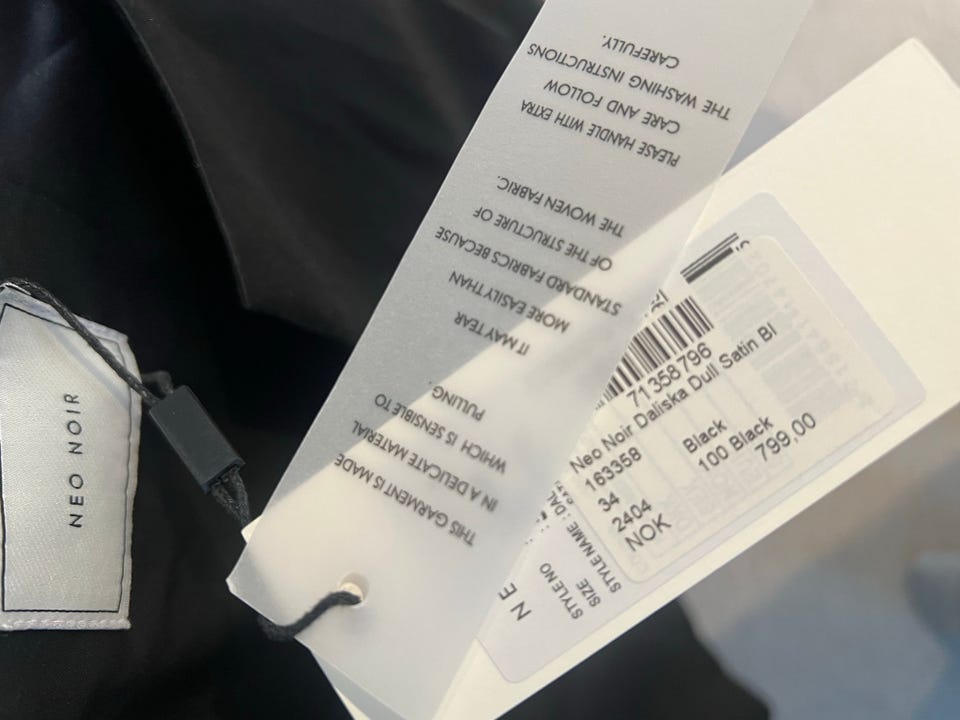 NEO NOIR
THIS GARMENT IS MADE
IN A DELICATE MATERIAL
WHICH IS SENSIBLE TO
PULLING.
IT MAY TEAR
MORE EASILY THAN
STANDARD FABRICS BECAUSE
OF THE STRUCTURE OF
THE WOVEN FABRIC.
PLEASE HANDLE WITH EXTRA
CARE AND FOLLOW
THE WASHING INSTRUCTIONS
CAREFULLY.
71358796
Neo Noir Daliska Dull Satin Bl
163358
Black
34
100 Black
2404
799,00
NOK
NE
STYLE NO
SIZE
STYLE NAME : DAL